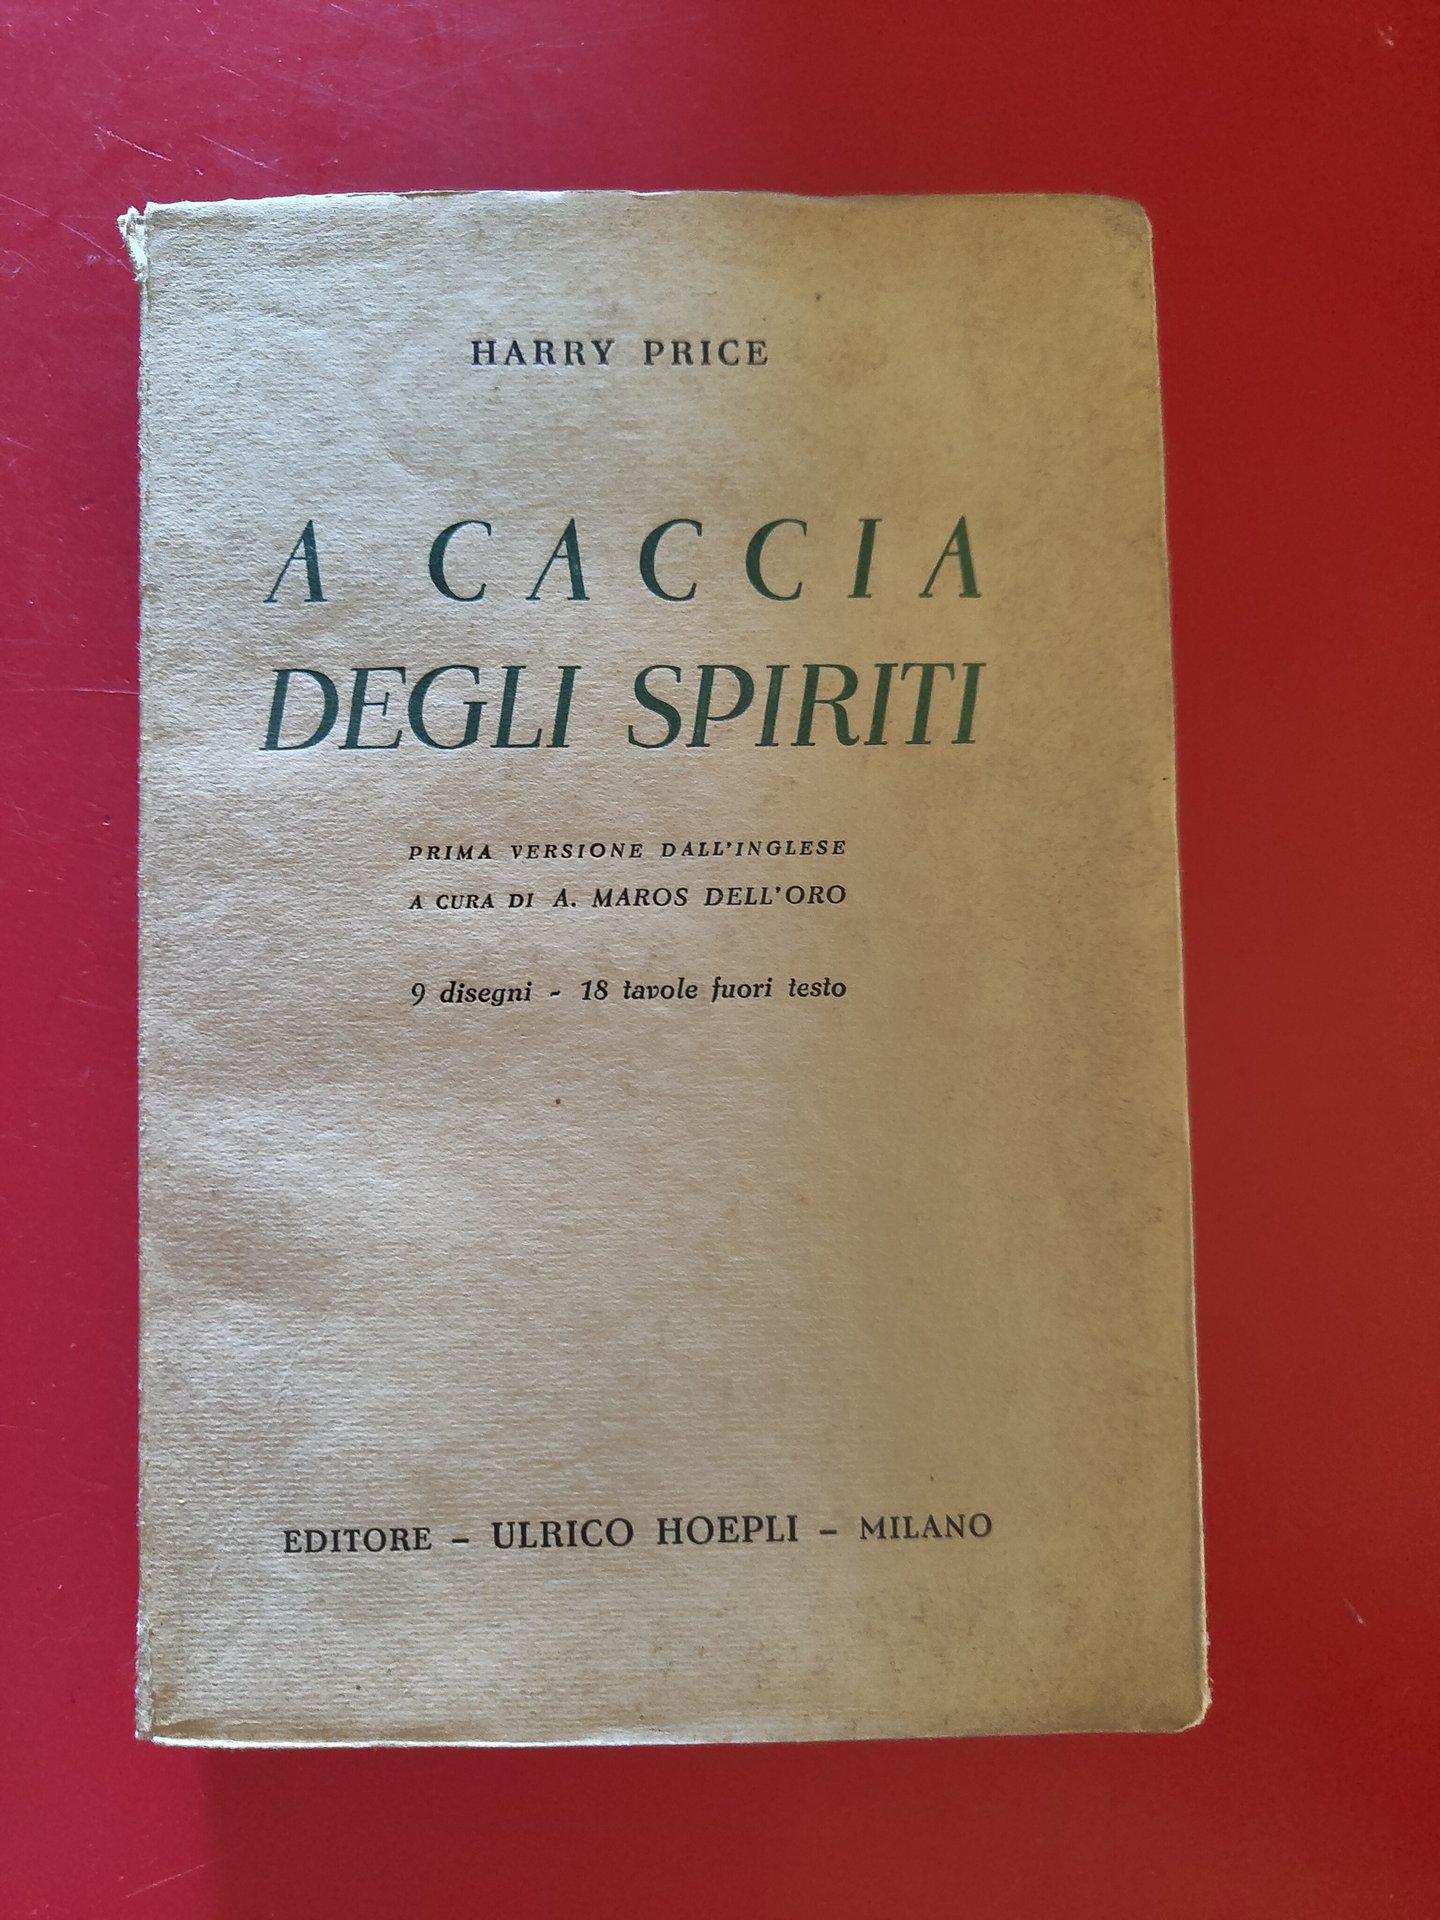 HARRY PRICE
A CACCIA
DEGLI SPIRITI
PRIMA VERSIONE DALL'INGLESE
A CURA DI A. MAROS DELL'ORO
9 disegni - 18 tavole fuori testo
EDITORE - ULRICO HOEPLI - MILANO